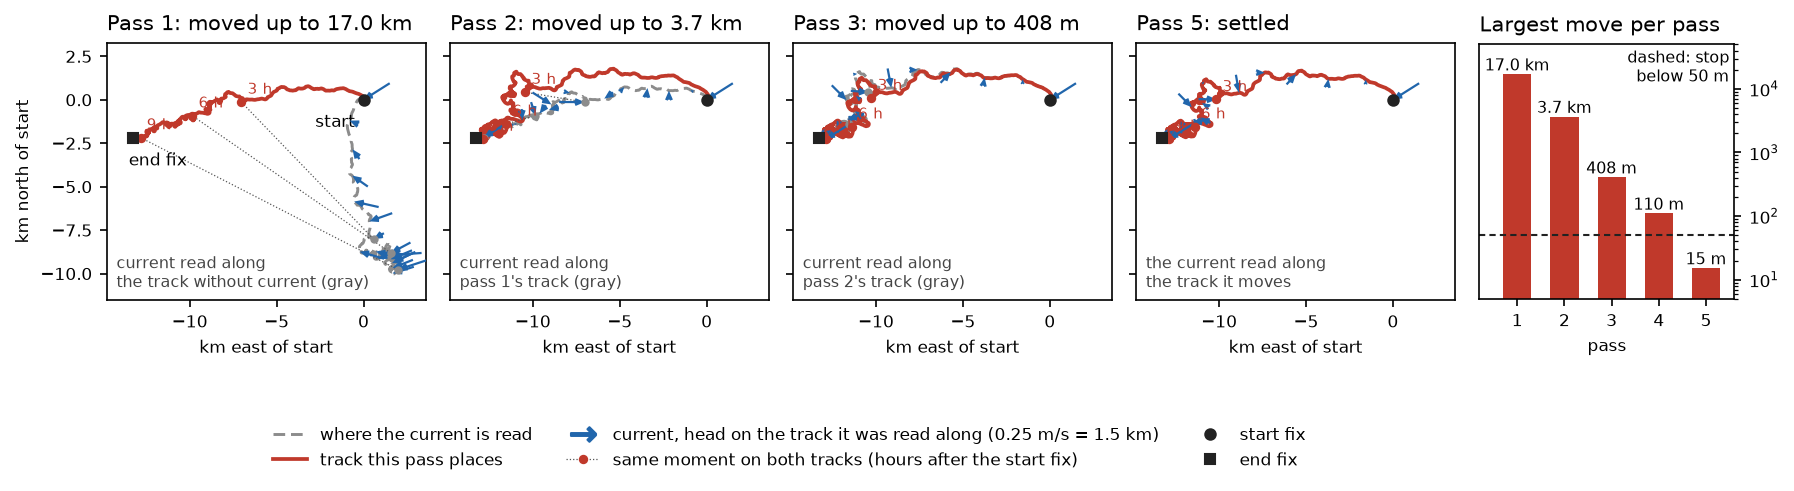 Pass 1: moved up to 17.0 km
Pass 2: moved up to 3.7 km
Pass 3: moved up to 408 m
Pass 5: settled
Largest move per pass
km north of start
2.5
0.0
−2.5
−5.0
−7.5
−10.0
3 h
6 h
9 h
start
end fix
current read along
the track without current (gray)
−10
−5
0
km east of start
3 h
6 h
current read along
pass 1's track (gray)
−10
−5
0
km east of start
3 h
6 h
current read along
pass 2's track (gray)
−10
−5
0
km east of start
3 h
6 h
the current read along
the track it moves
−10
−5
0
km east of start
dashed: stop
below 50 m
17.0 km
3.7 km
408 m
110 m
15 m
10⁴
10³
10²
10¹
1
2
3
4
5
pass
where the current is read
current, head on the track it was read along (0.25 m/s = 1.5 km)
start fix
track this pass places
same moment on both tracks (hours after the start fix)
end fix